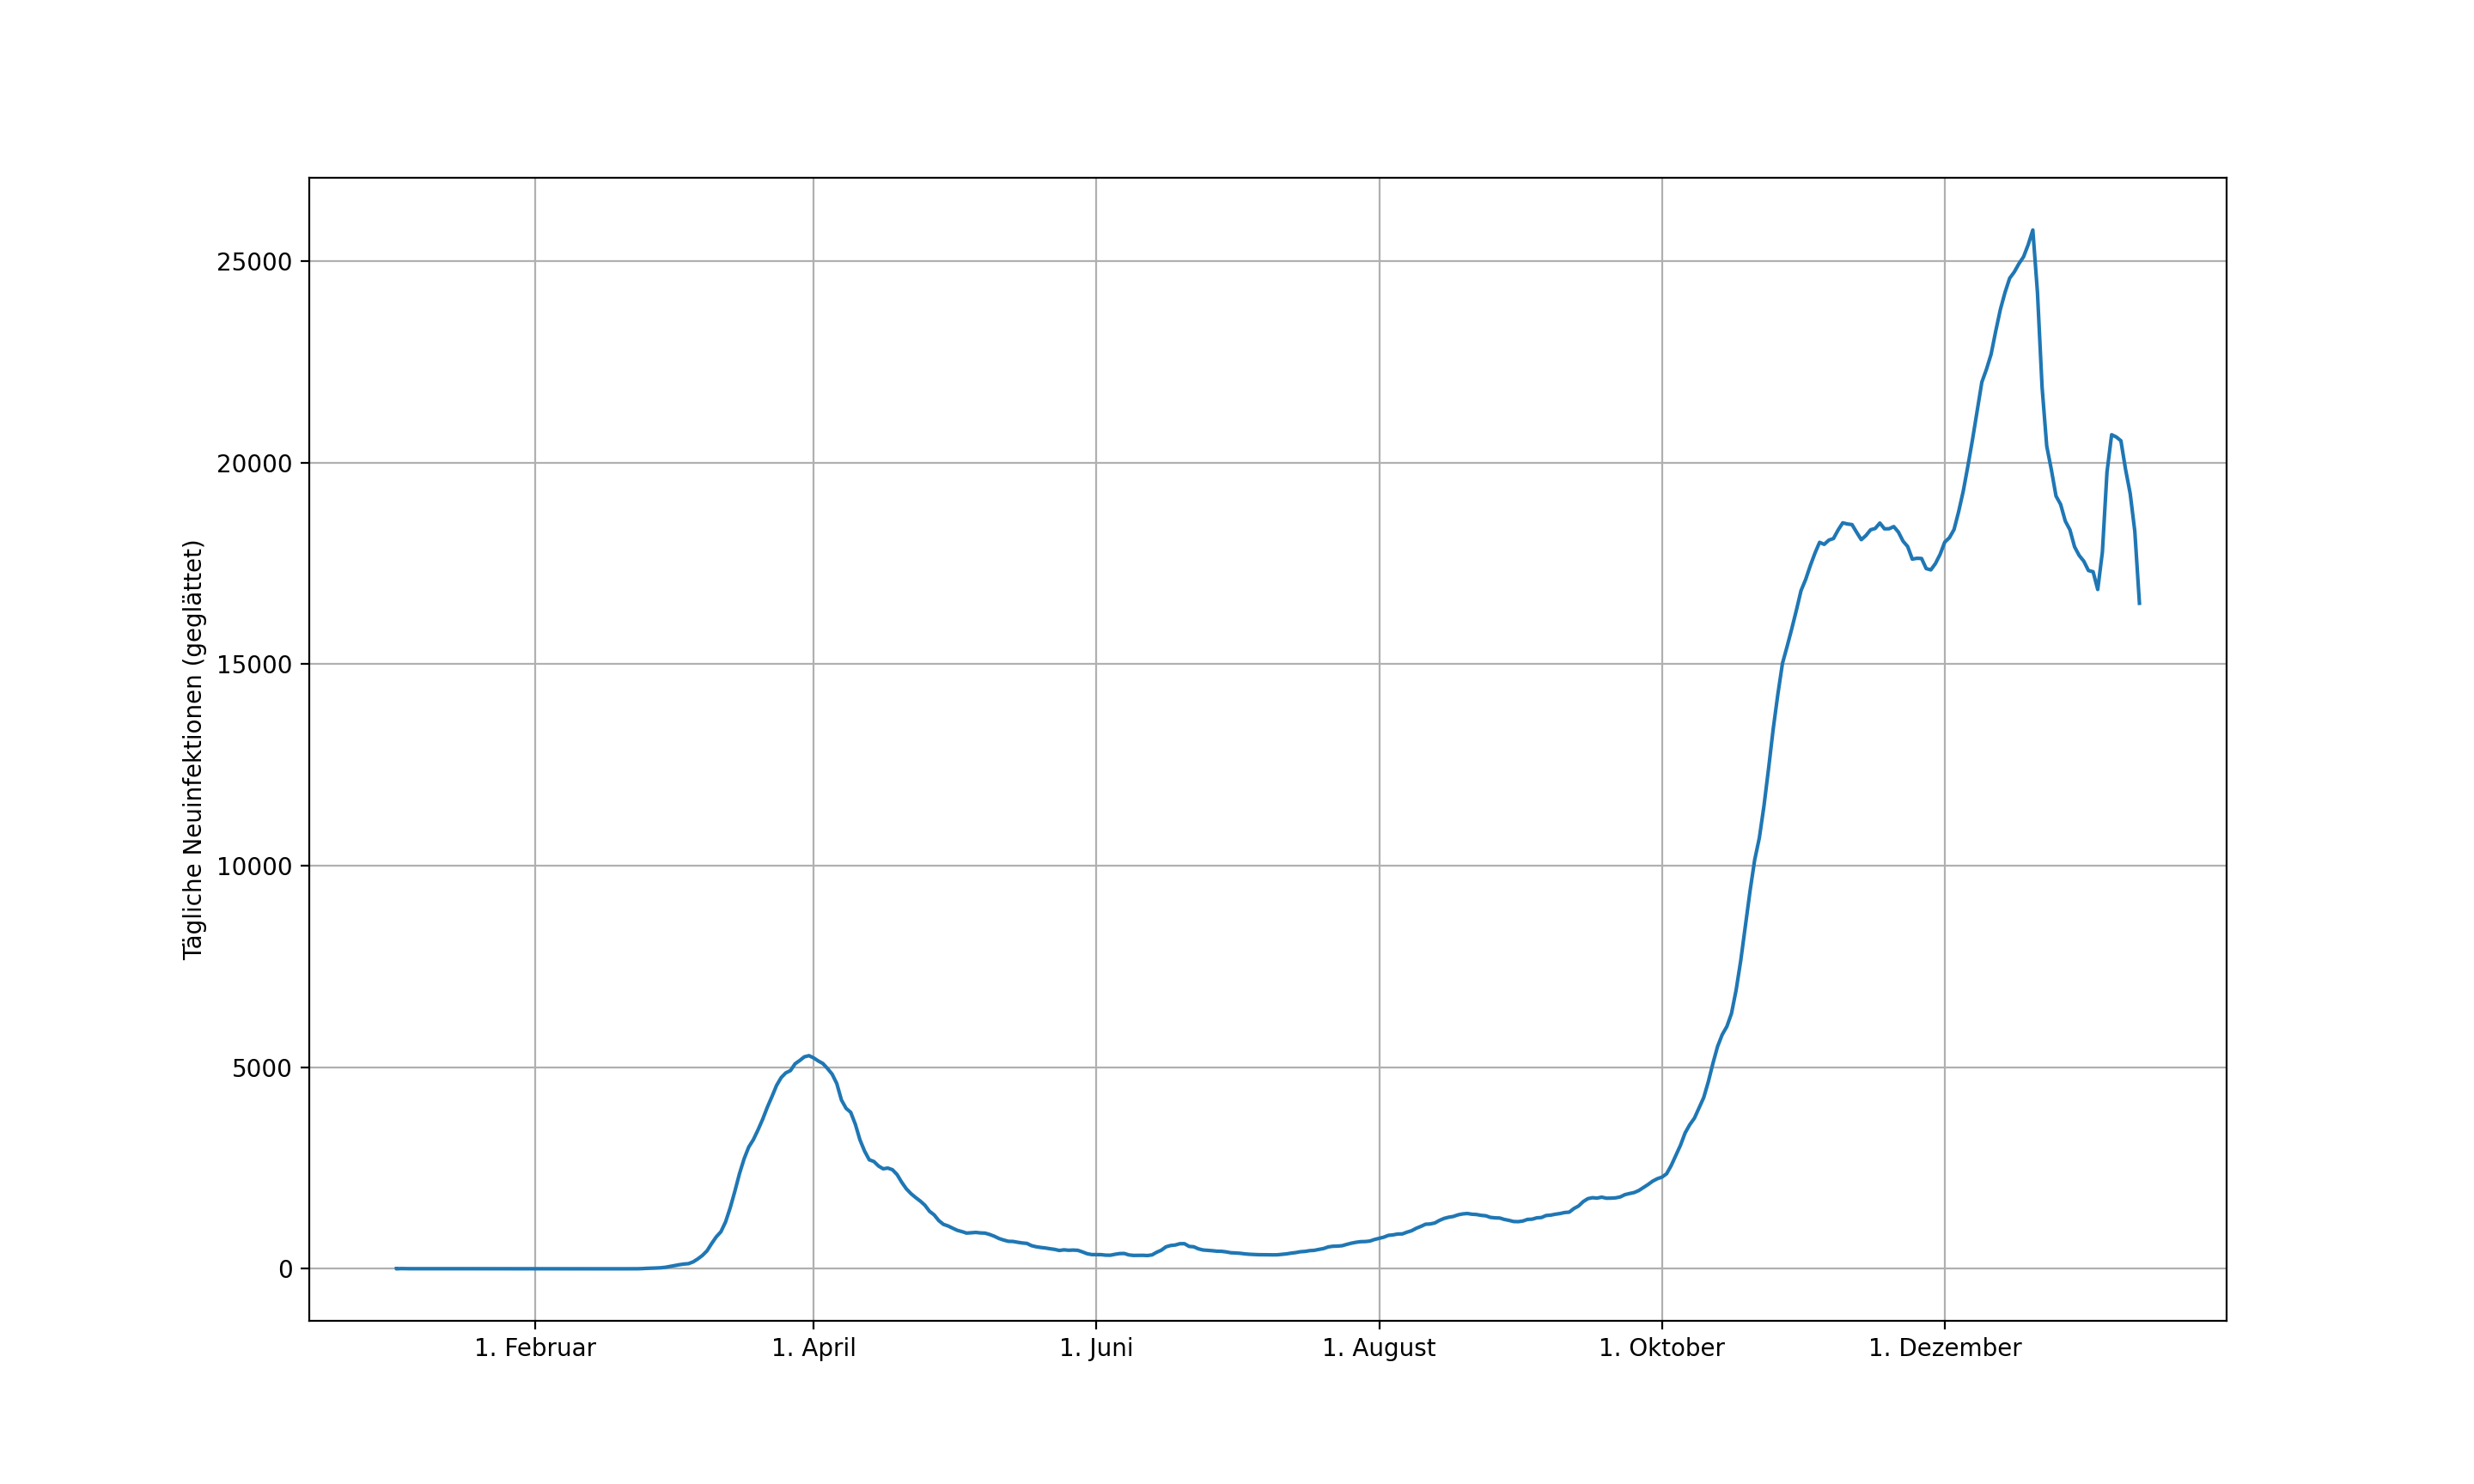 Tägliche Neuinfektionen (geglättet)
25000
20000
15000
10000
5000
0
1. Februar
1. April
1. Juni
1. August
1. Oktober
1. Dezember